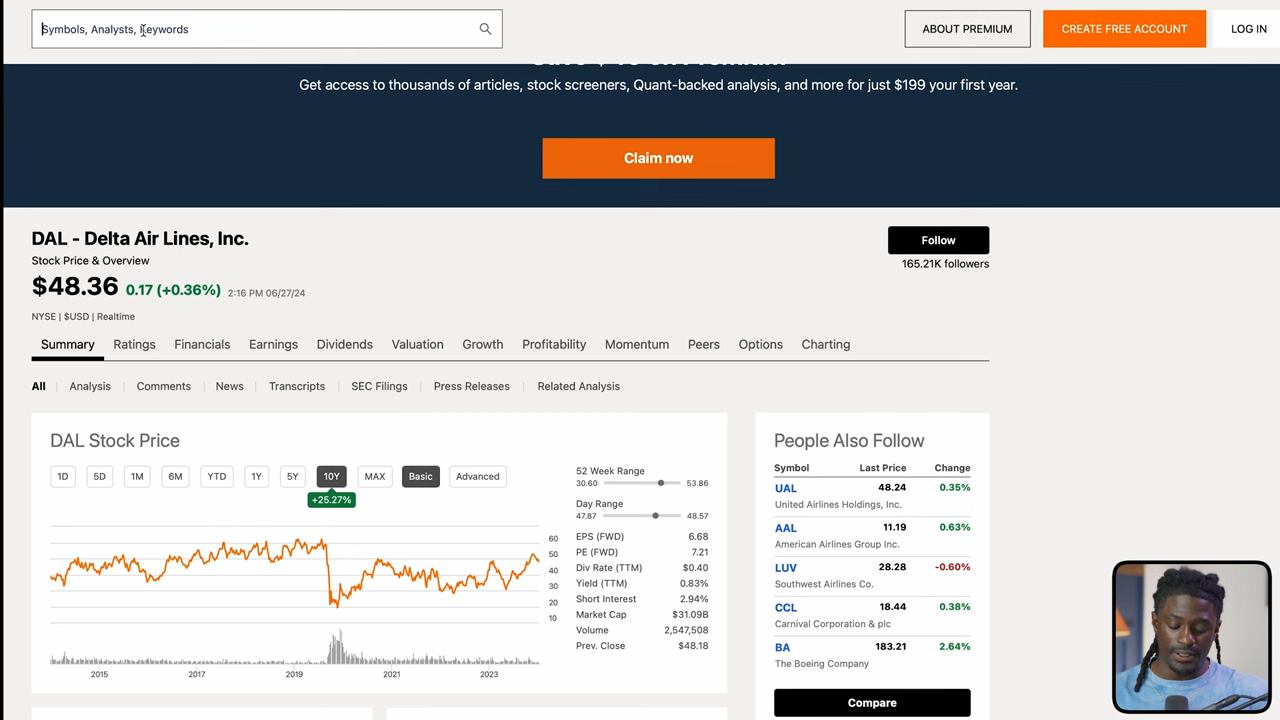 Symbols, Analysts, Keywords
ABOUT PREMIUM
CREATE FREE ACCOUNT
LOG IN
Get access to thousands of articles, stock screeners, Quant-backed analysis, and more for just $199 your first year.
Claim now
DAL - Delta Air Lines, Inc.
Follow
Stock Price & Overview
165.21K followers
$48.36 0.17 (+0.36%) 2:16 PM 06/27/24
NYSE | $USD | Realtime
Summary Ratings Financials Earnings Dividends Valuation Growth Profitability Momentum Peers Options Charting
All Analysis Comments News Transcripts SEC Filings Press Releases Related Analysis
DAL Stock Price
1D 5D 1M 6M YTD 1Y 5Y 10Y MAX Basic Advanced
+25.27%
60
50
40
30
20
10
2015 2017 2019 2021 2023
52 Week Range
30.60 53.86
Day Range
47.87 48.57
EPS (FWD) 6.68
PE (FWD) 7.21
Div Rate (TTM) $0.40
Yield (TTM) 0.83%
Short Interest 2.94%
Market Cap $31.09B
Volume 2,547,508
Prev. Close $48.18
People Also Follow
Symbol Last Price Change
UAL 48.24 0.35%
United Airlines Holdings, Inc.
AAL 11.19 0.63%
American Airlines Group Inc.
LUV 28.28 -0.60%
Southwest Airlines Co.
CCL 18.44 0.38%
Carnival Corporation & plc
BA 183.21 2.64%
The Boeing Company
Compare